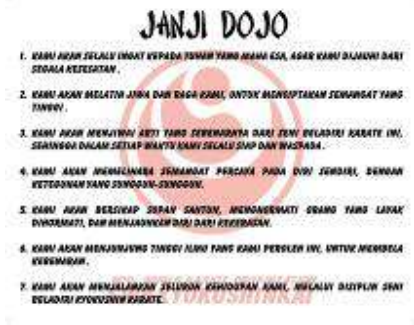 JANJI DOJO
1. KAMI AKAN SELALU INGAT KEPADA TUHAN YANG MAHA ESA, AGAR KAMI DIJAUHI DARI
SEGALA KESESATAN.
2. KAMI AKAN MELATIH JIWA DAN RAGA KAMI, UNTUK MENCIPTAKAN SEMANGAT YANG
TINGGI.
3. KAMI AKAN MENJIWAI ARTI YANG SEBENARNYA DARI SENI BELADIRI KARATE INI.
SEHINGGA DALAM SETIAP WAKTU KAMI SELALU SIAP DAN WASPADA.
4. KAMI AKAN MEMELIHARA SEMANGAT PERCAYA PADA DIRI SENDIRI, DENGAN
KETEGUHAN YANG SUNGGUH-SUNGGUH.
5. KAMI AKAN BERSIKAP SOPAN SANTUN, MENGHORMATI ORANG YANG LAYAK
DIHORMATI, DAN MENJAUHKAN DIRI DARI KEKERASAN.
6. KAMI AKAN MENJUNJUNG TINGGI ILMU YANG KAMI PEROLEH INI, UNTUK MEMBELA
KEBENARAN.
7. KAMI AKAN MENJALANKAN SELURUH KEHIDUPAN KAMI, MELALUI DISIPLIN SENI
BELADIRI KYOKUSHIN KARATE.
KYOKUSHINKAI